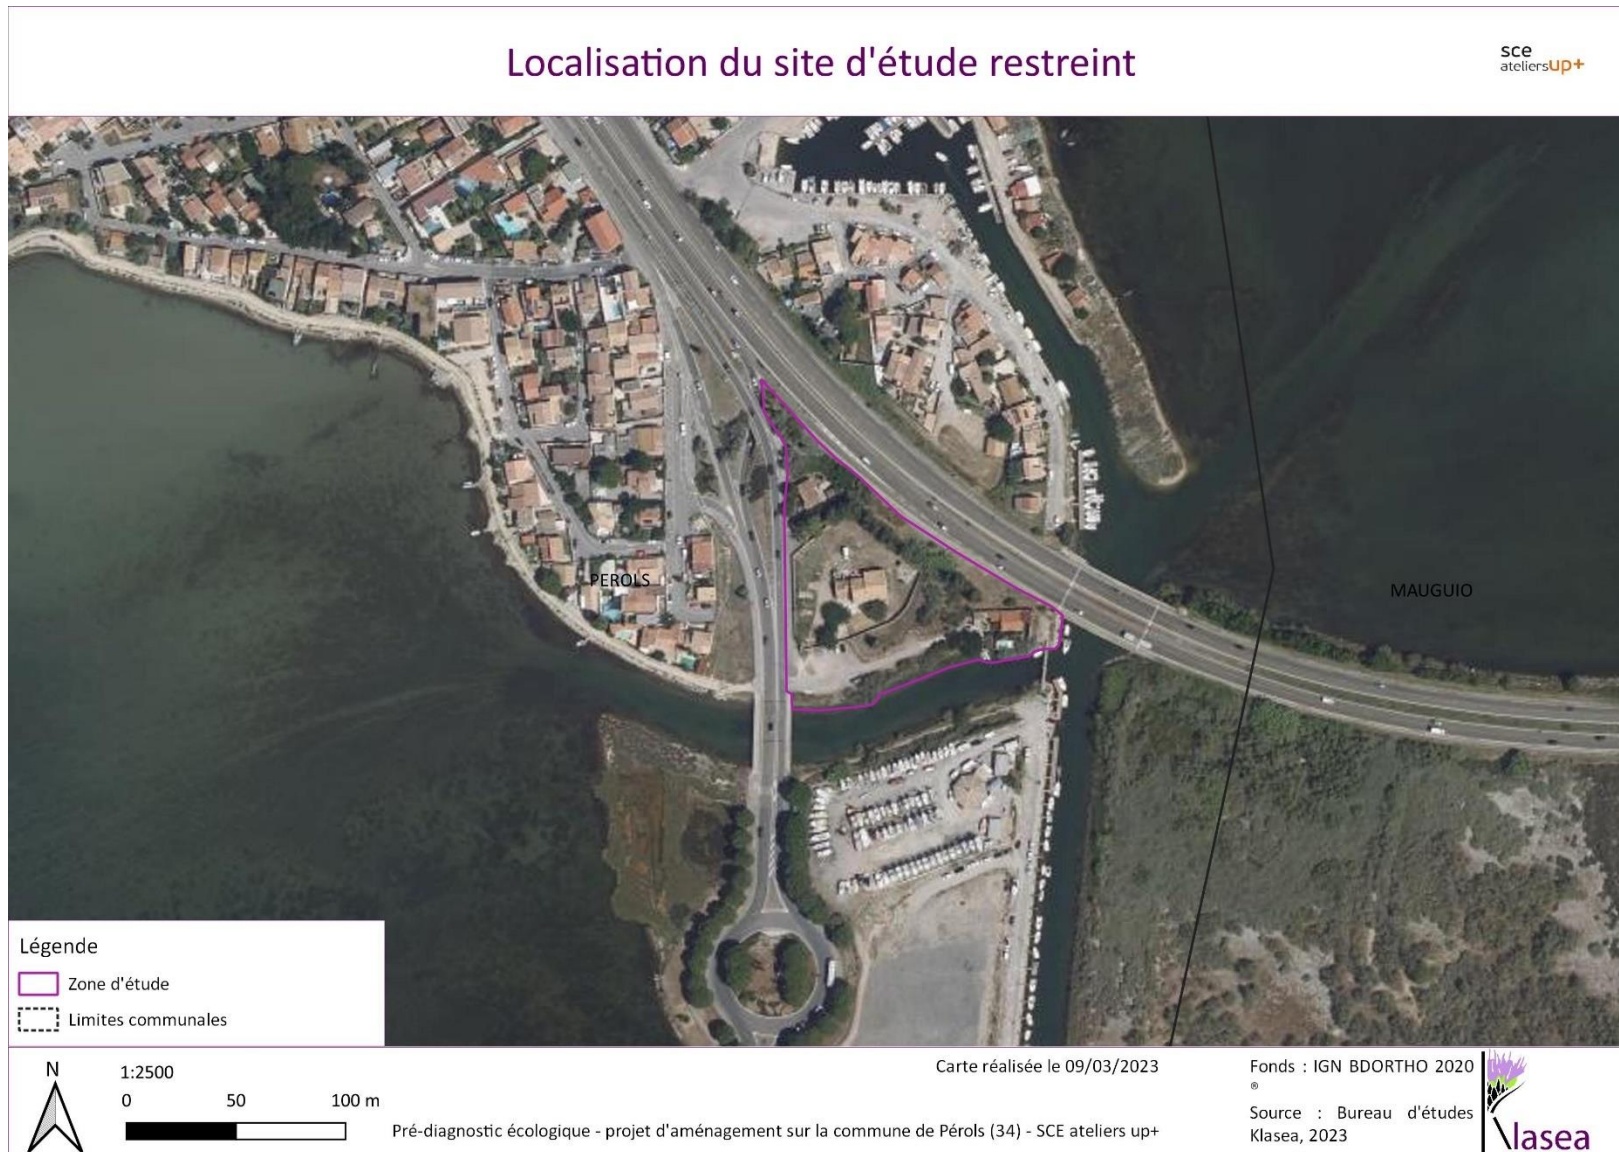 Localisation du site d'étude restreint
sce
ateliersup+
PEROLS
MAUGUIO
Légende
Zone d'étude
Limites communales
N
1:2500
0 50 100 m
Carte réalisée le 09/03/2023
Pré-diagnostic écologique - projet d'aménagement sur la commune de Pérols (34) - SCE ateliers up+
Fonds : IGN BDORTHO 2020
®
Source : Bureau d'études
Klasea, 2023
Klasea